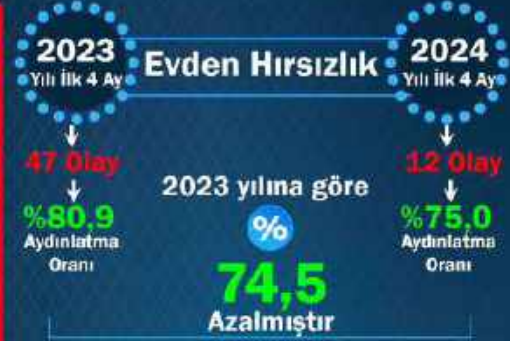 2023
Yılı İlk 4 Ay
Evden Hırsızlık
2024
Yılı İlk 4 Ay
47 Olay
%80,9
Aydınlatma
Oranı
2023 yılına göre
%
74,5
Azalmıştır
12 Olay
%75,0
Aydınlatma
Oranı